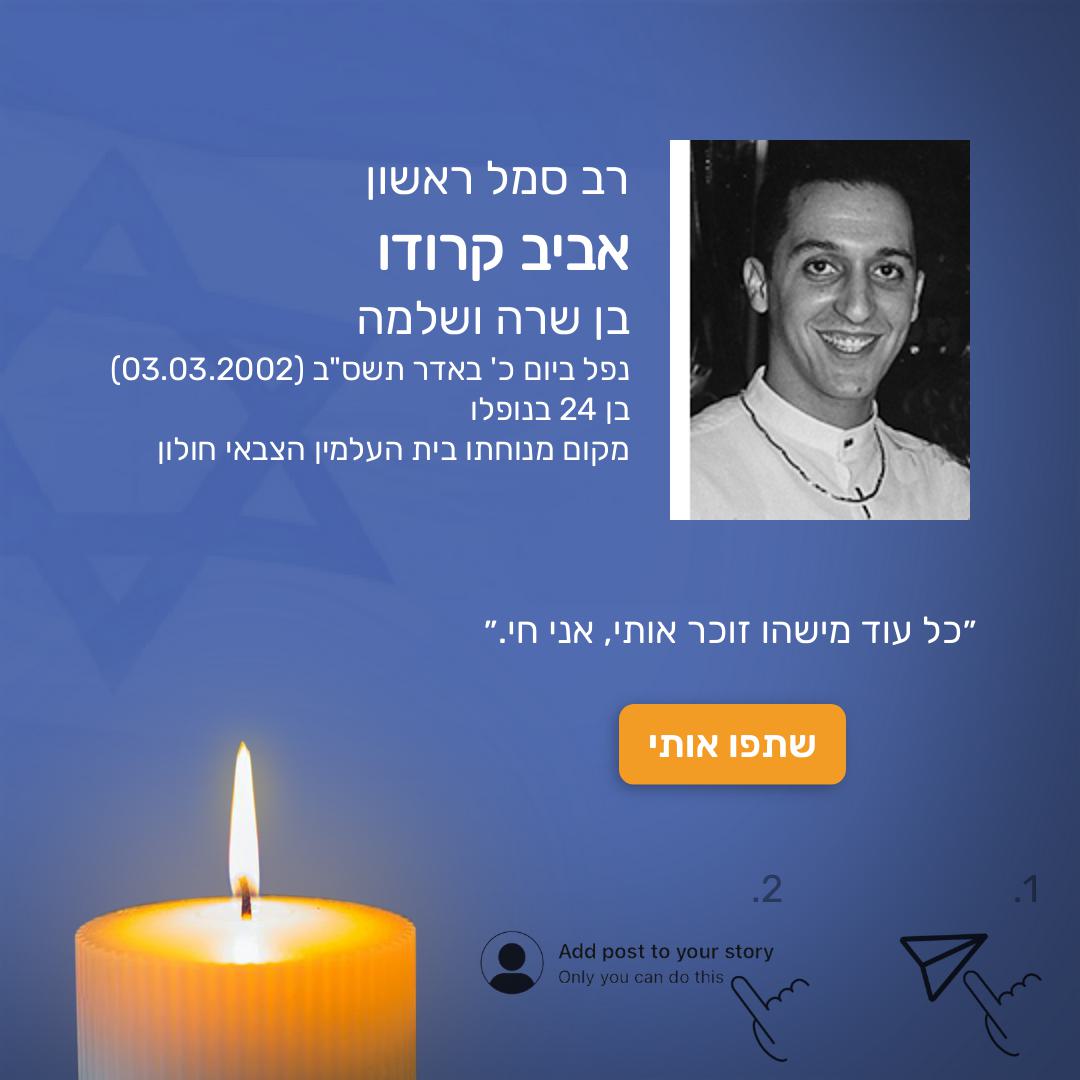 רב סמל ראשון
אביב קרודו
בן שרה ושלמה
נפל ביום כ' באדר תשס"ב (03.03.2002)
בן 24 בנופלו
מקום מנוחתו בית העלמין הצבאי חולון
״כל עוד מישהו זוכר אותי, אני חי.״
שתפו אותי
1.
2.
Add post to your story
Only you can do this